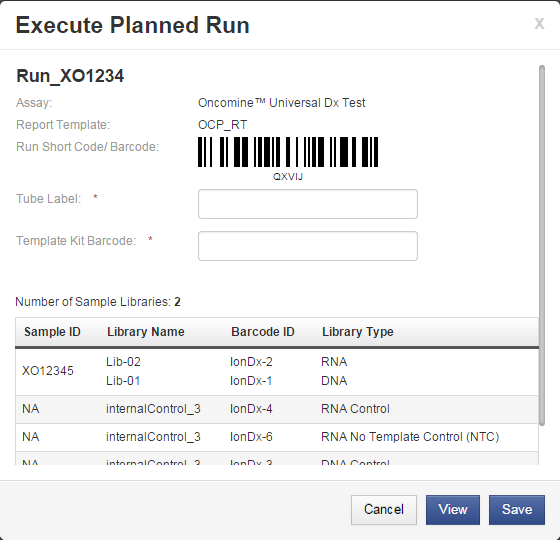 Execute Planned Run x
Run_XO1234
Assay: Oncomine™ Universal Dx Test
Report Template: OCP_RT
Run Short Code/ Barcode:
QXVIJ
Tube Label: *
Template Kit Barcode: *
Number of Sample Libraries: 2
Sample ID Library Name Barcode ID Library Type
XO12345 Lib-02 IonDx-2 RNA
Lib-01 IonDx-1 DNA
NA internalControl_3 IonDx-4 RNA Control
NA internalControl_3 IonDx-6 RNA No Template Control (NTC)
NA internalControl_3 IonDx-3 DNA Control
Cancel View Save